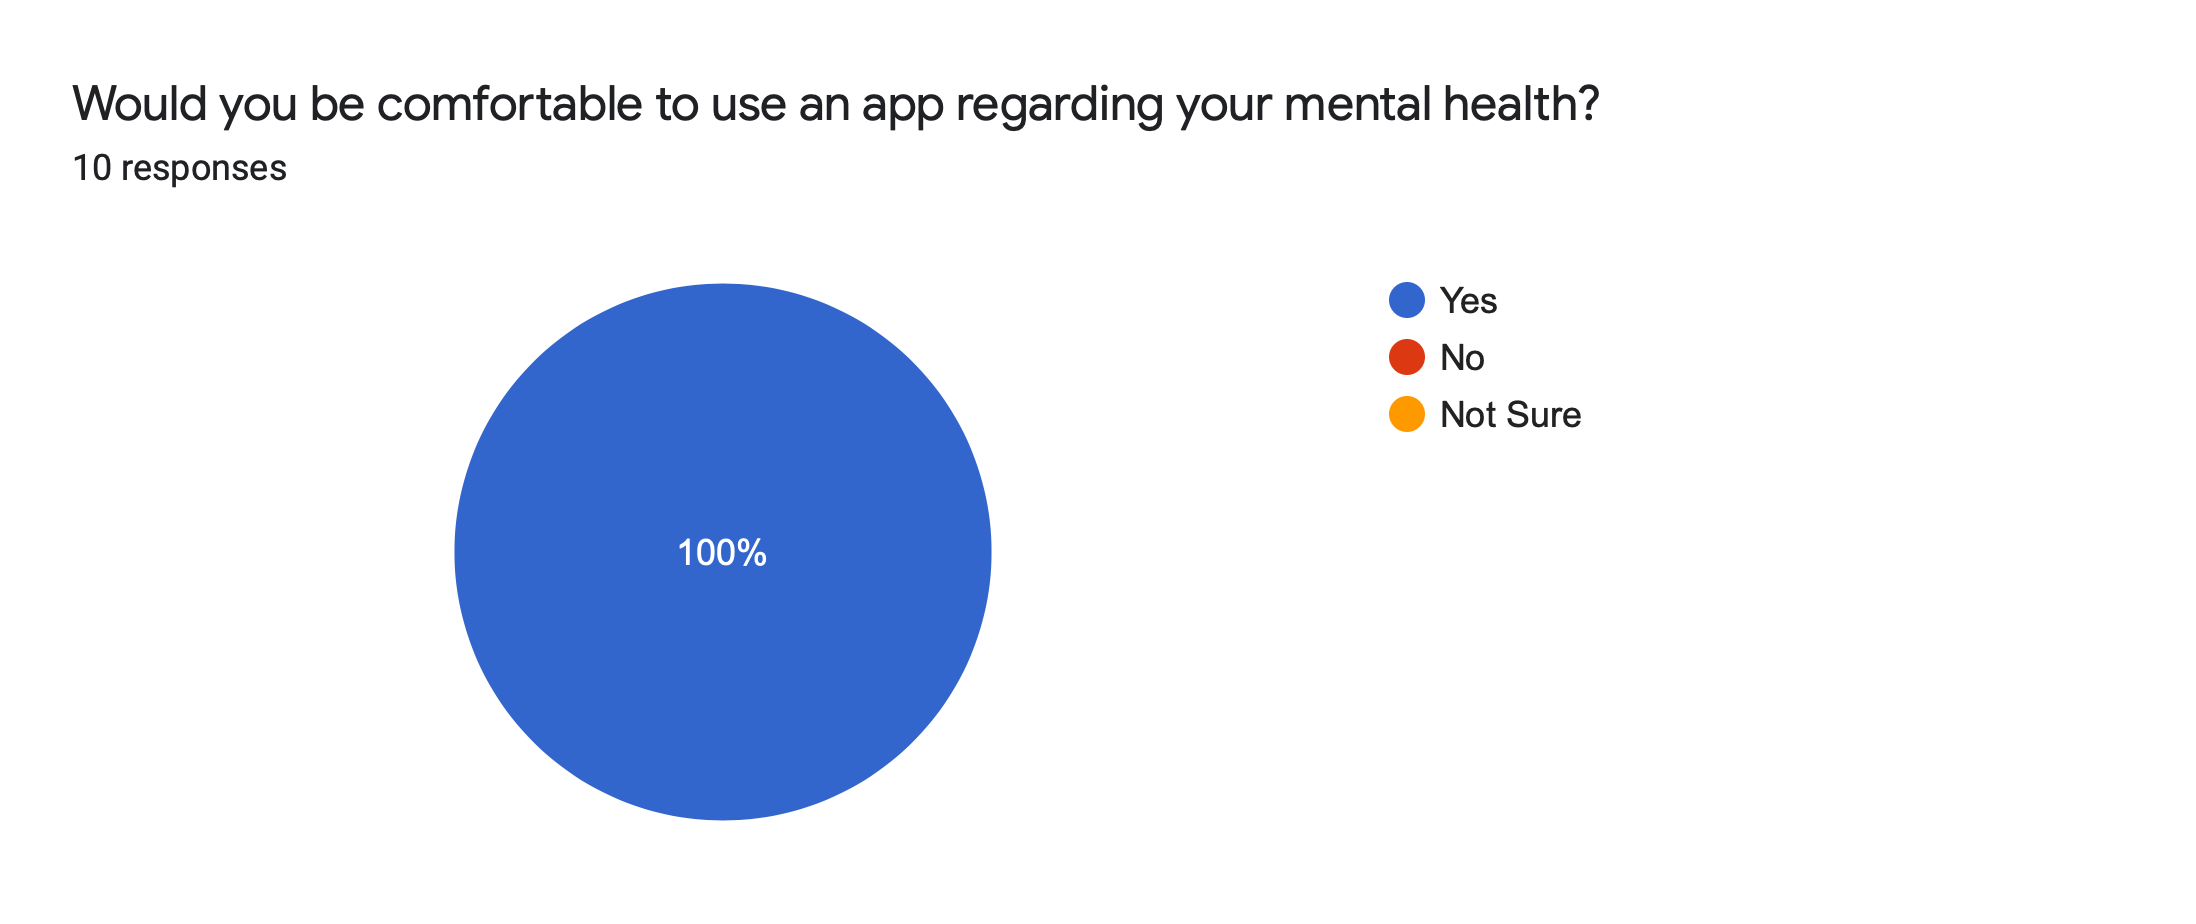 Would you be comfortable to use an app regarding your mental health?
10 responses
Yes
No
Not Sure
100%